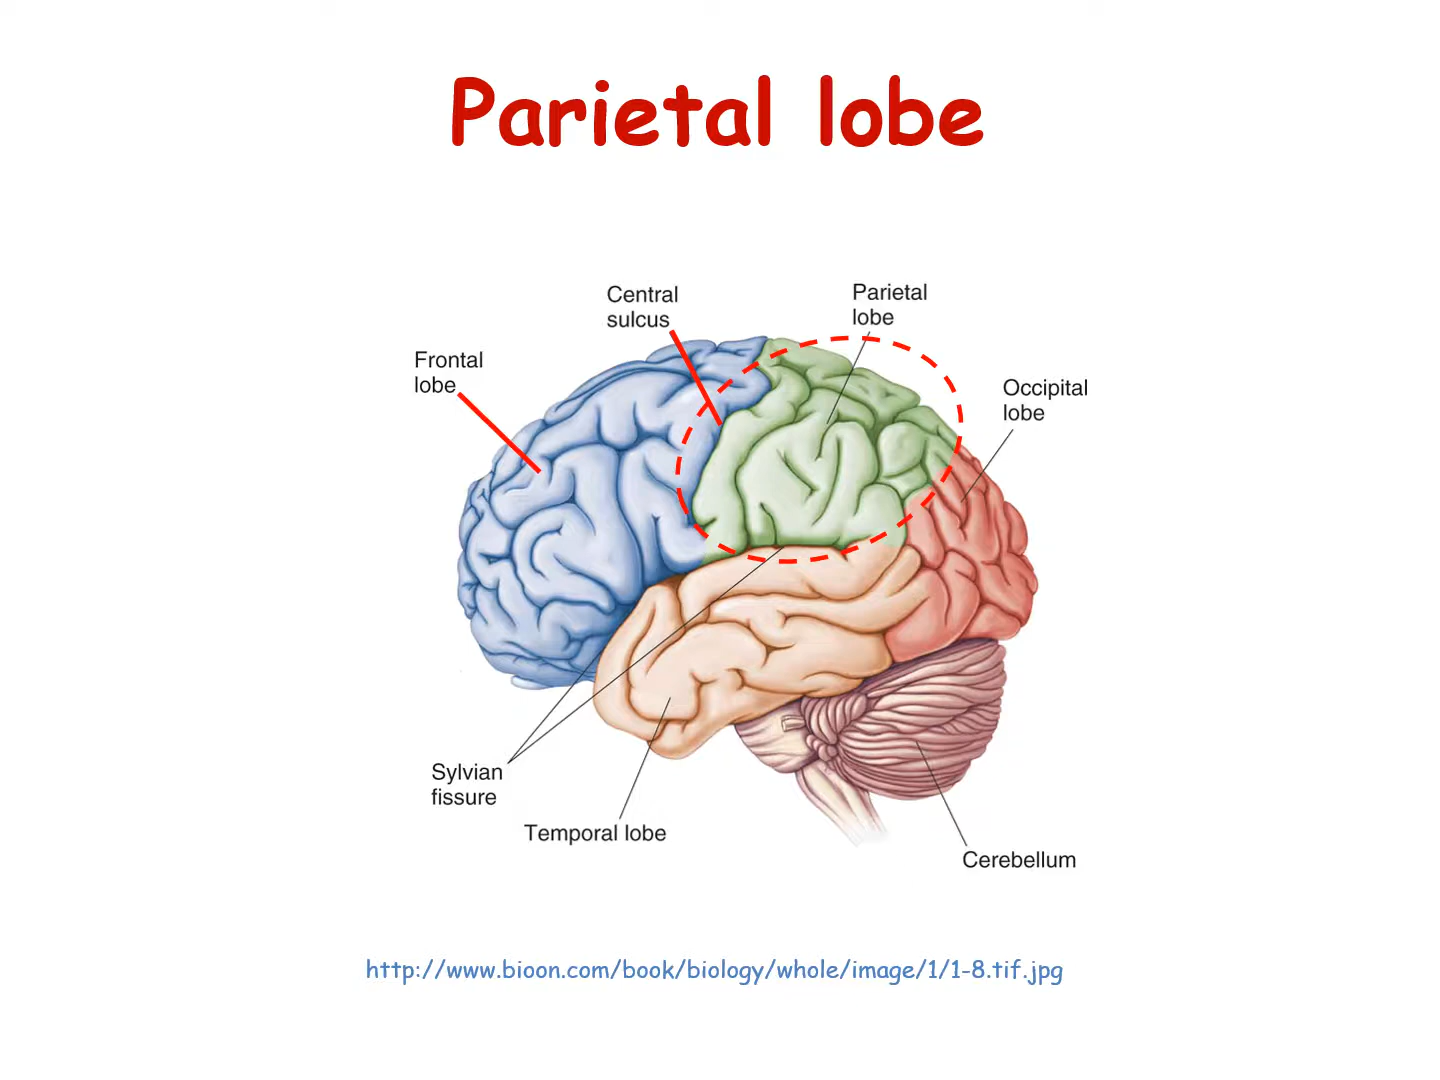 Parietal lobe
Central
sulcus
Parietal
lobe
Frontal
lobe
Occipital
lobe
Sylvian
fissure
Temporal lobe
Cerebellum
http://www.bioon.com/book/biology/whole/image/1/1-8.tif.jpg